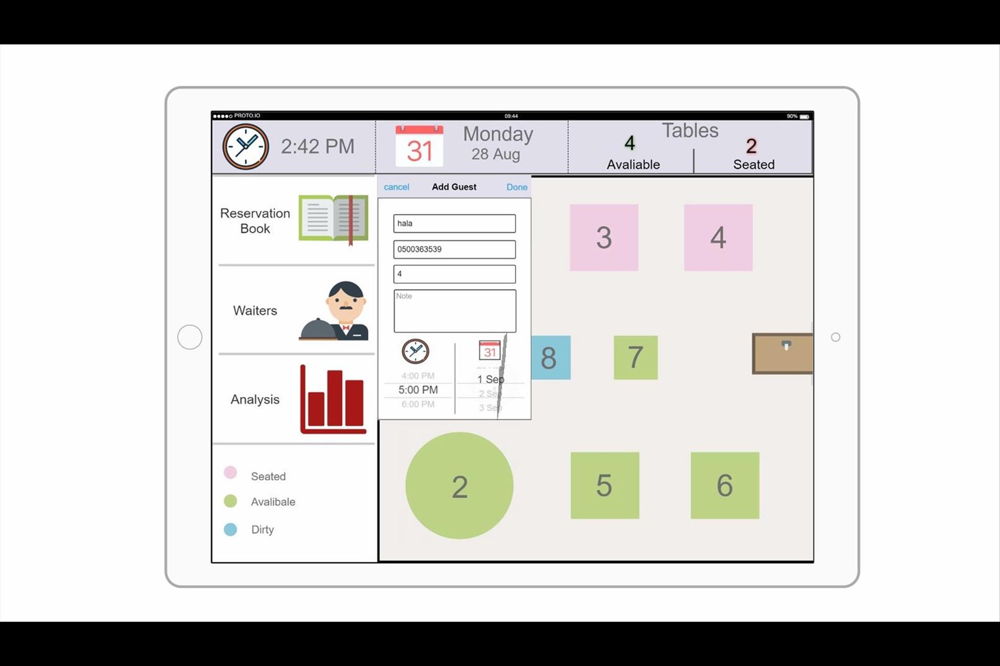 PROTO.IO
09:44
90%
2:42 PM
31
Monday
28 Aug
Tables
4
2
Avaliable
Seated
Reservation
Book
Waiters
Analysis
Seated
Avalibale
Dirty
cancel
Add Guest
Done
hala
0500363539
4
Note
31
4:00 PM
5:00 PM
6:00 PM
1 Sep
2 Sep
3 Sep
3
4
8
7
2
5
6